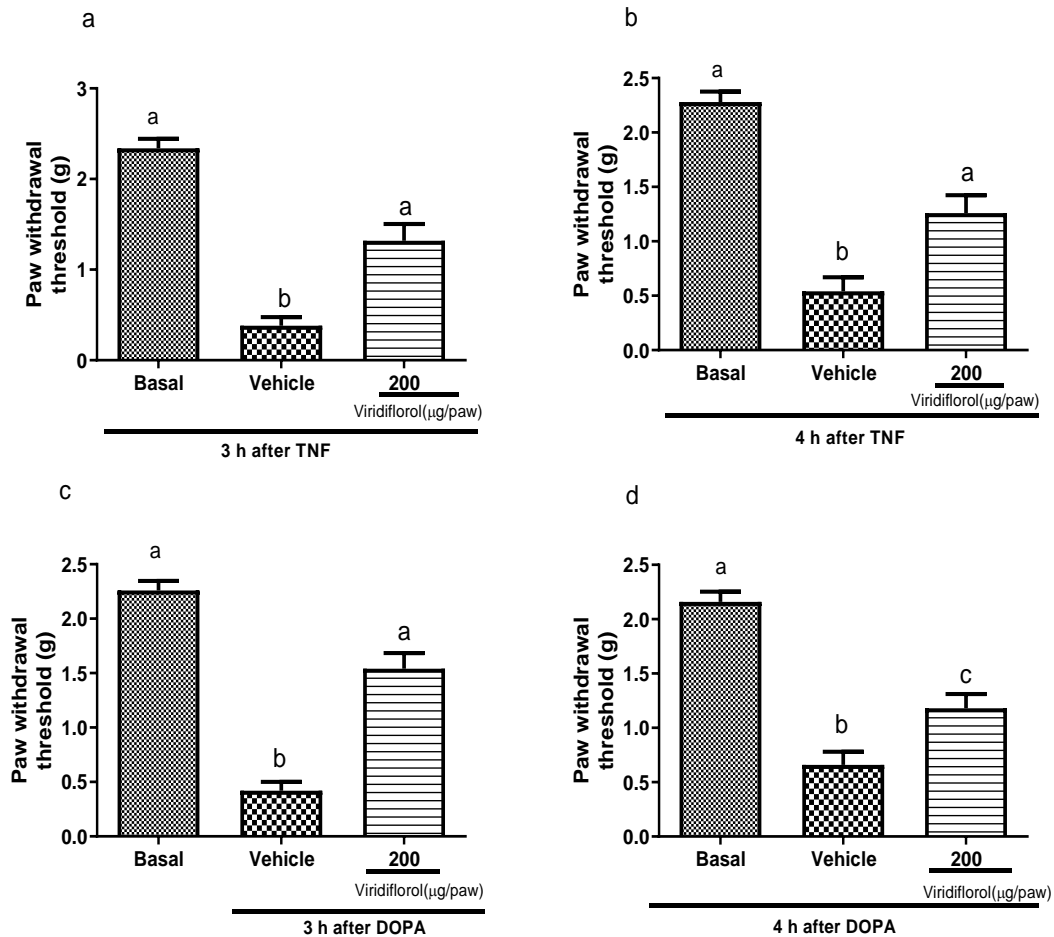 a
Paw withdrawal
threshold (g)
3
2
1
0
a
b
a
Basal
Vehicle
200
Viridiflorol(μg/paw)
3 h after TNF
b
Paw withdrawal
threshold (g)
2.5
2.0
1.5
1.0
0.5
0.0
a
b
a
Basal
Vehicle
200
Viridiflorol(μg/paw)
4 h after TNF
c
Paw withdrawal
threshold (g)
2.5
2.0
1.5
1.0
0.5
0.0
a
b
a
Basal
Vehicle
200
Viridiflorol(μg/paw)
3 h after DOPA
d
Paw withdrawal
threshold (g)
2.5
2.0
1.5
1.0
0.5
0.0
a
b
c
Basal
Vehicle
200
Viridiflorol(μg/paw)
4 h after DOPA